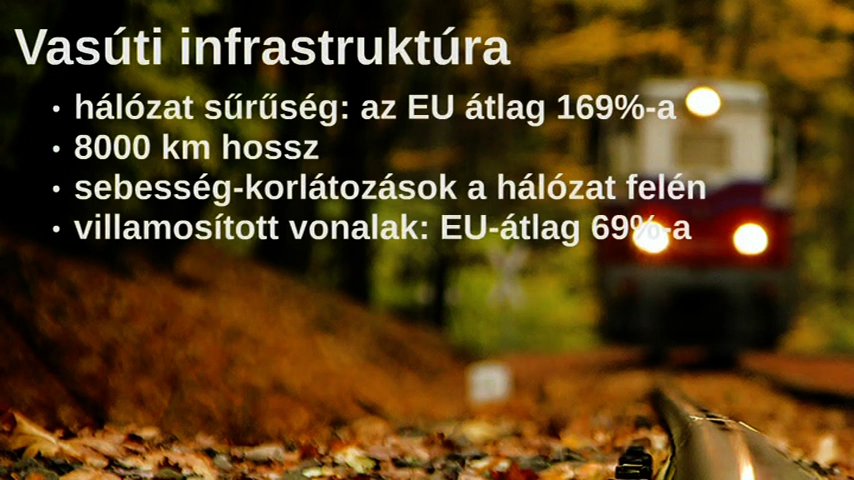 Vasúti infrastruktúra
• hálózat sűrűség: az EU átlag 169%-a
• 8000 km hossz
• sebesség-korlátozások a hálózat felén
• villamosított vonalak: EU-átlag 69%-a